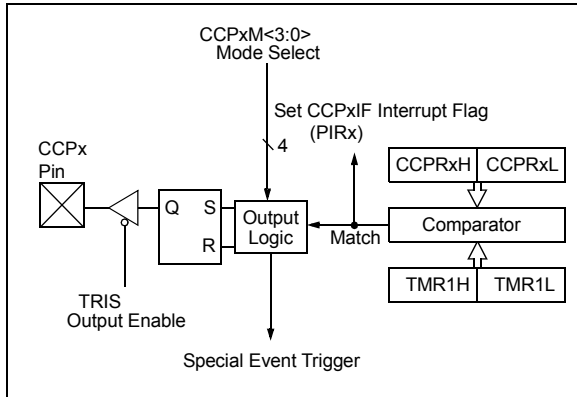 CCPxM<3:0>
Mode Select
Set CCPxIF Interrupt Flag
(PIRx)
4
CCPx
Pin
CCPRxH CCPRxL
Q S
R
Output
Logic
Match
Comparator
TRIS
Output Enable
TMR1H TMR1L
Special Event Trigger